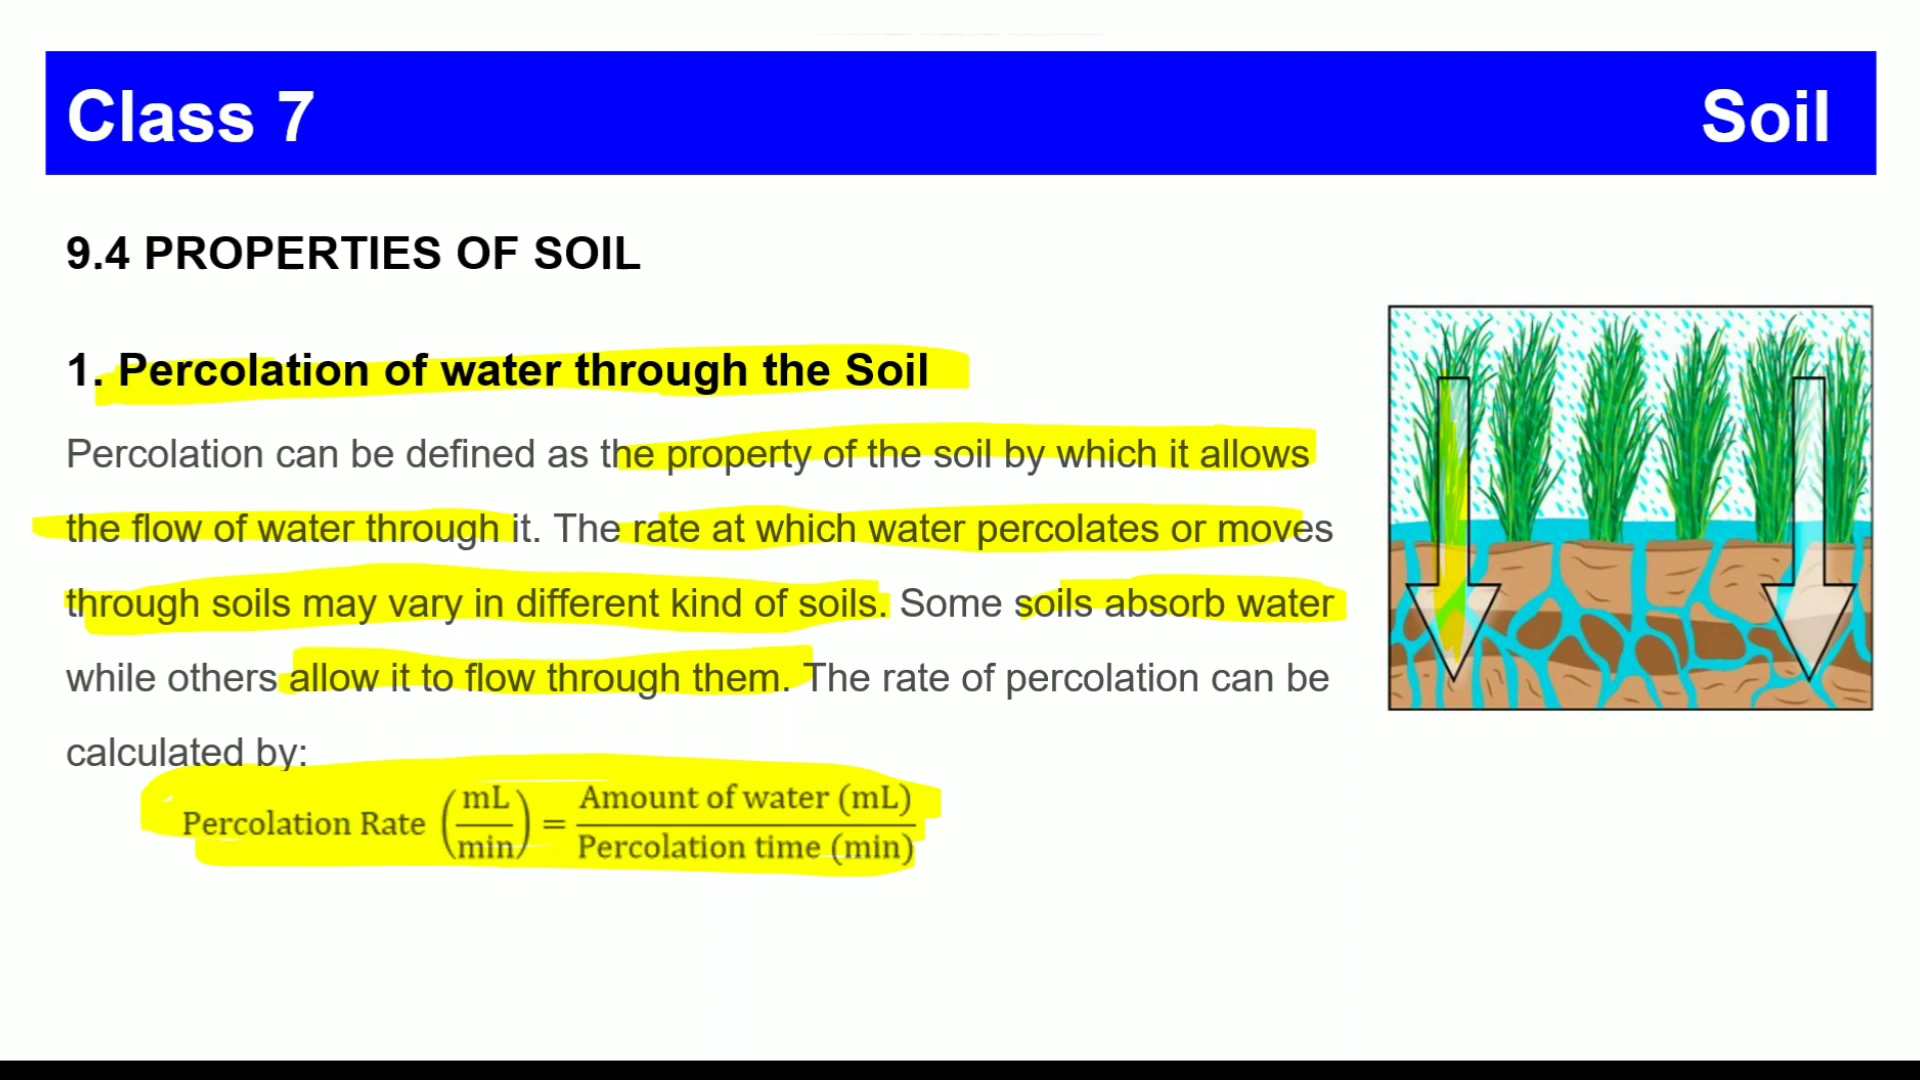 Class 7
Soil
9.4 PROPERTIES OF SOIL
1. Percolation of water through the Soil
Percolation can be defined as the property of the soil by which it allows
the flow of water through it. The rate at which water percolates or moves
through soils may vary in different kind of soils. Some soils absorb water
while others allow it to flow through them. The rate of percolation can be
calculated by:
Percolation Rate (mL/min) = Amount of water (mL) / Percolation time (min)